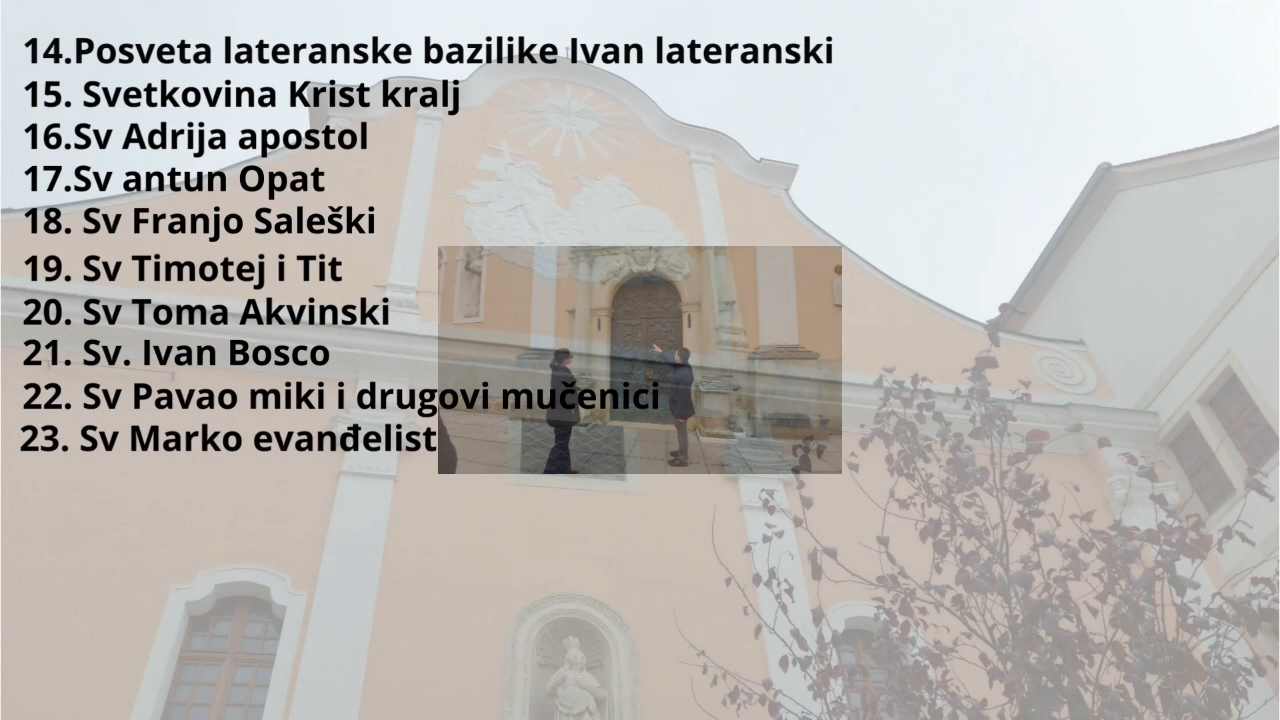 14.Posveta lateranske bazilike Ivan lateranski
15. Svetkovina Krist kralj
16.Sv Adrija apostol
17.Sv antun Opat
18. Sv Franjo Saleški
19. Sv Timotej i Tit
20. Sv Toma Akvinski
21. Sv. Ivan Bosco
22. Sv Pavao miki i drugovi mučenici
23. Sv Marko evanđelist